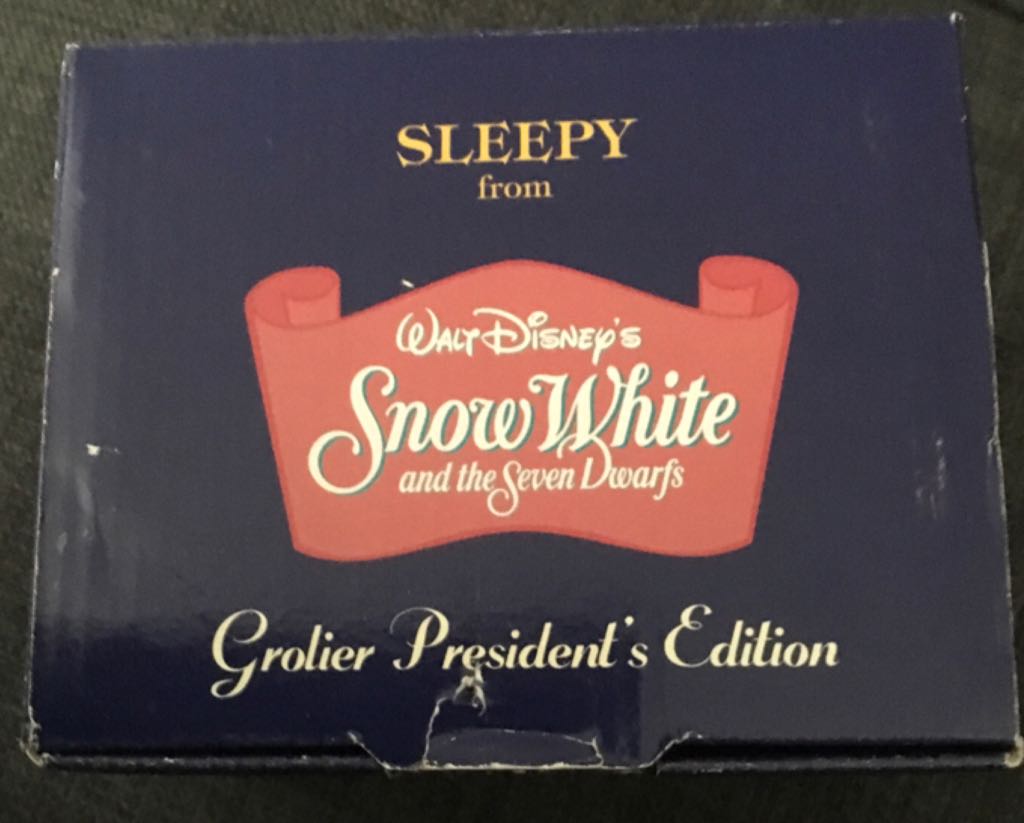 SLEEPY
from
WALT DISNEY'S
Snow White
and the Seven Dwarfs
Grolier President's Edition